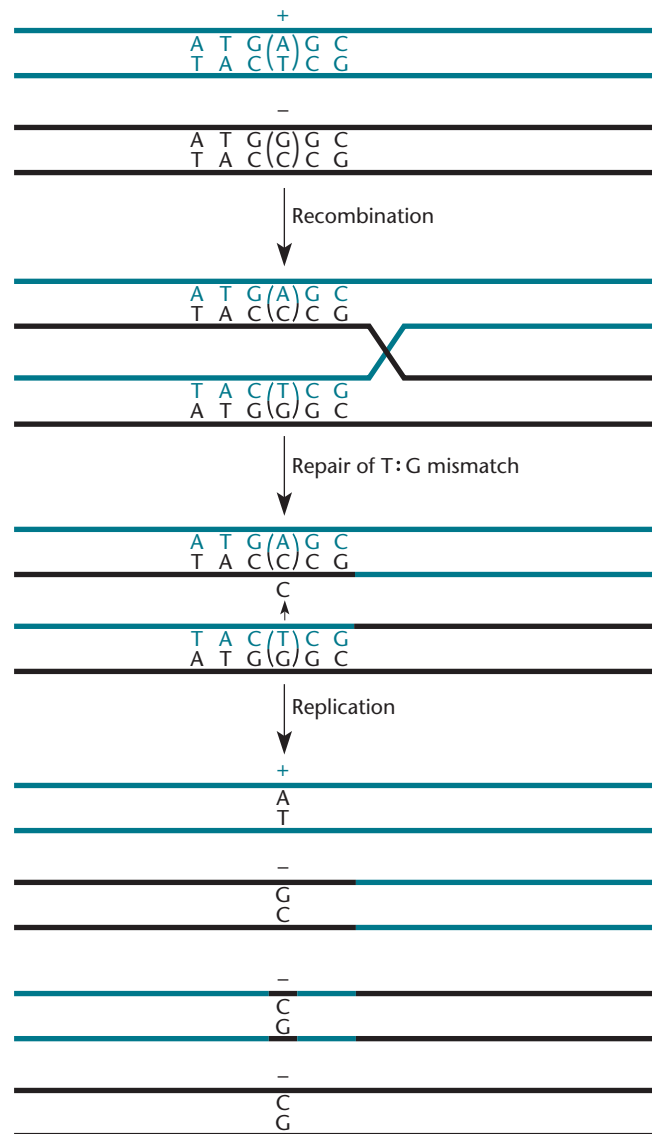 +
A T G(A)G C
T A C(T)C G
–
A T G(G)G C
T A C(C)C G
Recombination
A T G(A)G C
T A C(C)C G
T A C(T)C G
A T G(G)G C
Repair of T:G mismatch
A T G(A)G C
T A C(C)C G
C
T A C(T)C G
A T G(G)G C
Replication
+
A
T
–
G
C
–
C
G
–
C
G